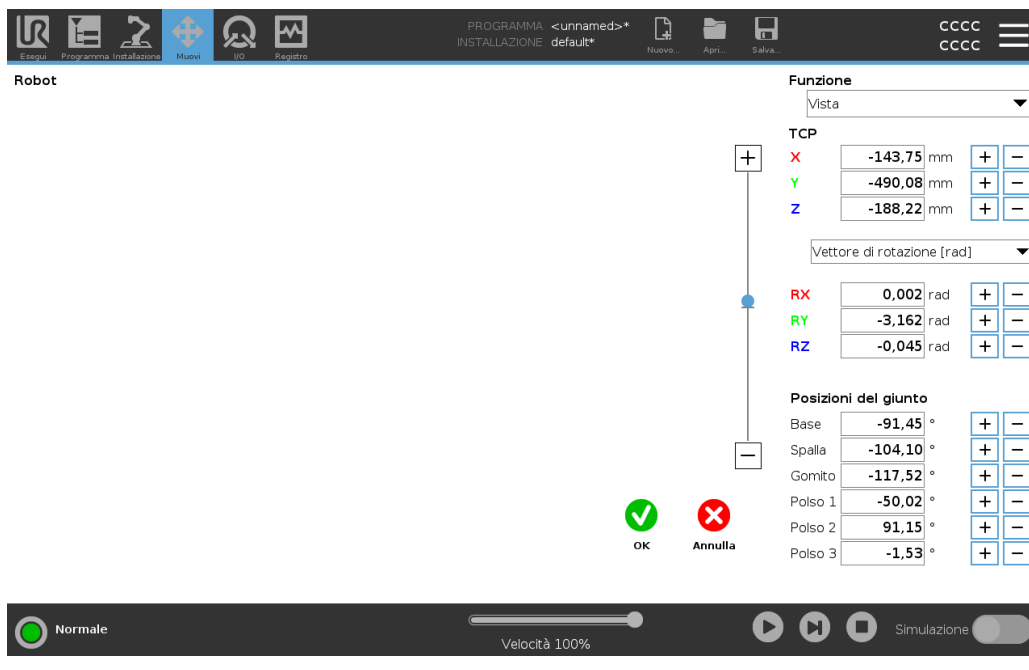 PROGRAMMA <unnamed>*
INSTALLAZIONE default*
CCCC
CCCC
Esegui Programma Installazione Muovi I/O Registro
Nuovo... Apri... Salva...
Robot
Funzione
Vista
TCP
X -143,75 mm + −
Y -490,08 mm + −
Z -188,22 mm + −
Vettore di rotazione [rad]
RX 0,002 rad + −
RY -3,162 rad + −
RZ -0,045 rad + −
Posizioni del giunto
Base -91,45 ° + −
Spalla -104,10 ° + −
Gomito -117,52 ° + −
Polso 1 -50,02 ° + −
Polso 2 91,15 ° + −
Polso 3 -1,53 ° + −
OK Annulla
Normale
Velocità 100%
Simulazione